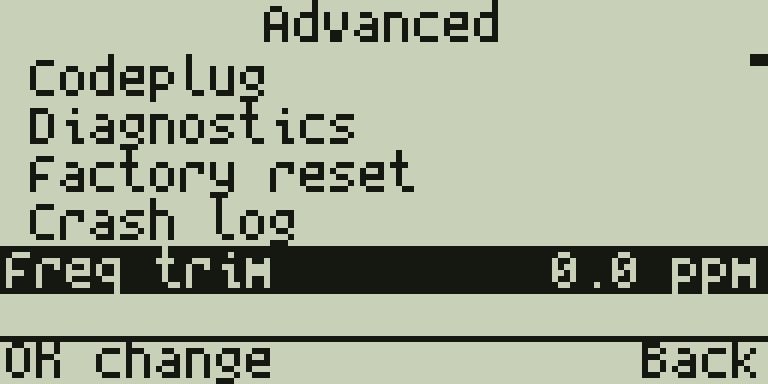 Advanced
Codeplug
Diagnostics
Factory reset
Crash log
Freq trim 0.0 ppm
OK change Back